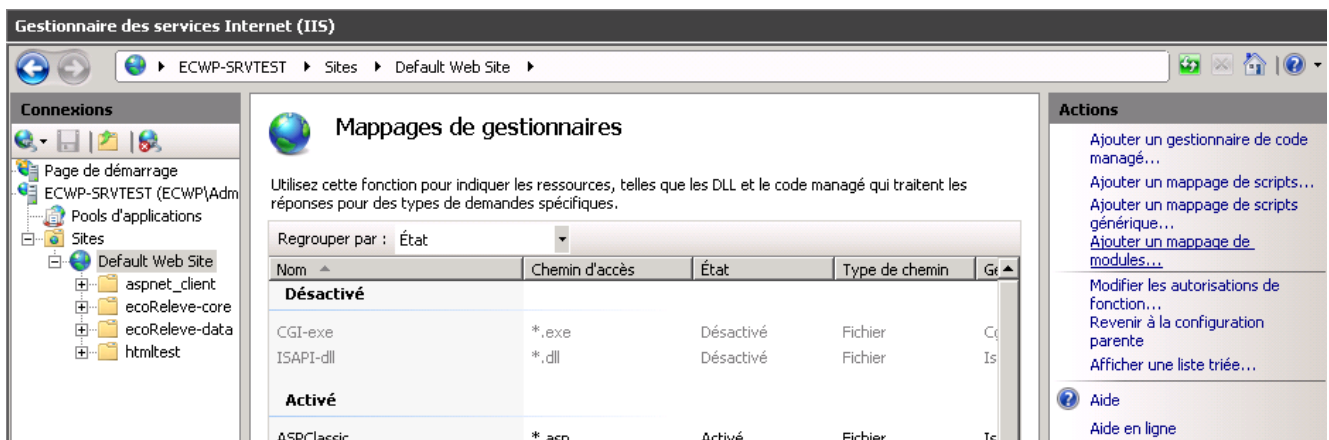 Gestionnaire des services Internet (IIS)
ECWP-SRVTEST ▸ Sites ▸ Default Web Site ▸
Connexions
Page de démarrage
ECWP-SRVTEST (ECWP\Adm
Pools d'applications
Sites
Default Web Site
aspnet_client
ecoReleve-core
ecoReleve-data
htmltest
Mappages de gestionnaires
Utilisez cette fonction pour indiquer les ressources, telles que les DLL et le code managé qui traitent les
réponses pour des types de demandes spécifiques.
Regrouper par : État
Nom Chemin d'accès État Type de chemin
Désactivé
CGI-exe *.exe Désactivé Fichier
ISAPI-dll *.dll Désactivé Fichier Is
Activé
ASPClassic *.asp Activé Fichier Is
Actions
Ajouter un gestionnaire de code
managé...
Ajouter un mappage de scripts...
Ajouter un mappage de scripts
générique...
Ajouter un mappage de
modules...
Modifier les autorisations de
fonction...
Revenir à la configuration
parente
Afficher une liste triée...
Aide
Aide en ligne